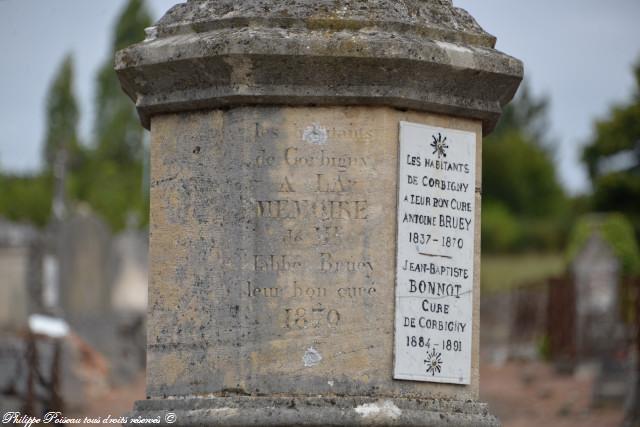 les habitants
de Corbigny
A LA
MEMOIRE
de Mr
l'abbé Bruey
leur bon curé
1870
LES HABITANTS
DE CORBIGNY
A LEUR BON CURE
ANTOINE BRUEY
1837-1870
JEAN-BAPTISTE
BONNOT
CURE
DE CORBIGNY
1884-1891
Philippe Poiseau tous droits réservés ©